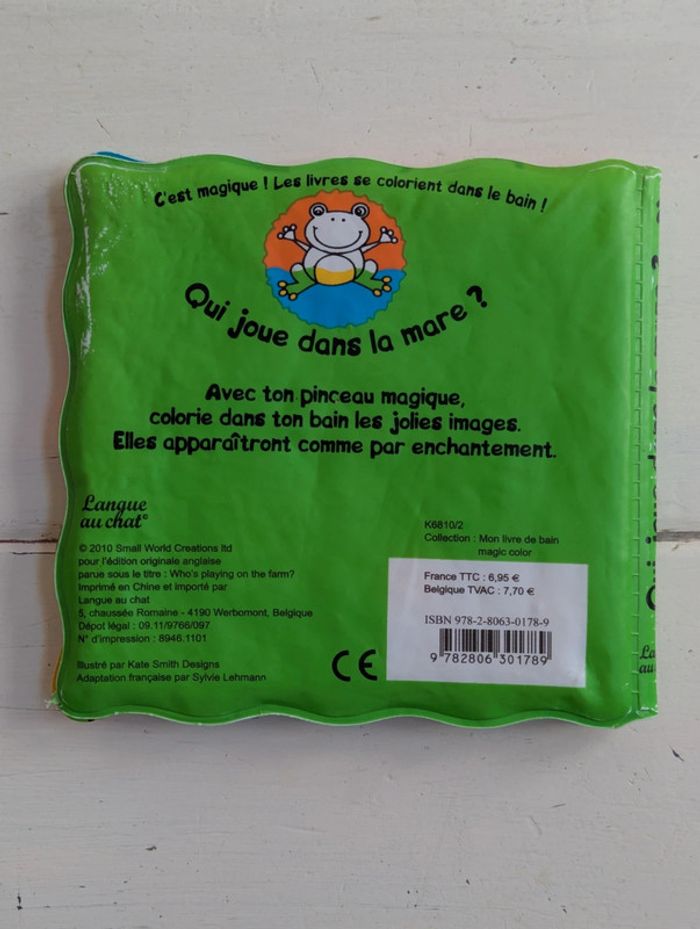 C'est magique ! Les livres se colorient dans le bain !
Qui joue dans la mare ?
Avec ton pinceau magique,
colorie dans ton bain les jolies images.
Elles apparaîtront comme par enchantement.
Langue
au chat©
© 2010 Small World Creations ltd
pour l'édition originale anglaise
parue sous le titre : Who's playing on the farm?
Imprimé en Chine et importé par
Langue au chat
5, chaussée Romaine - 4190 Werbomont, Belgique
Dépot légal : 09.11/9766/097
N° d'impression : 8946.1101
Illustré par Kate Smith Designs
Adaptation française par Sylvie Lehmann
CE
K6810/2
Collection : Mon livre de bain
magic color
France TTC : 6,95 €
Belgique TVAC : 7,70 €
ISBN 978-2-8063-0178-9
9 782806 301789